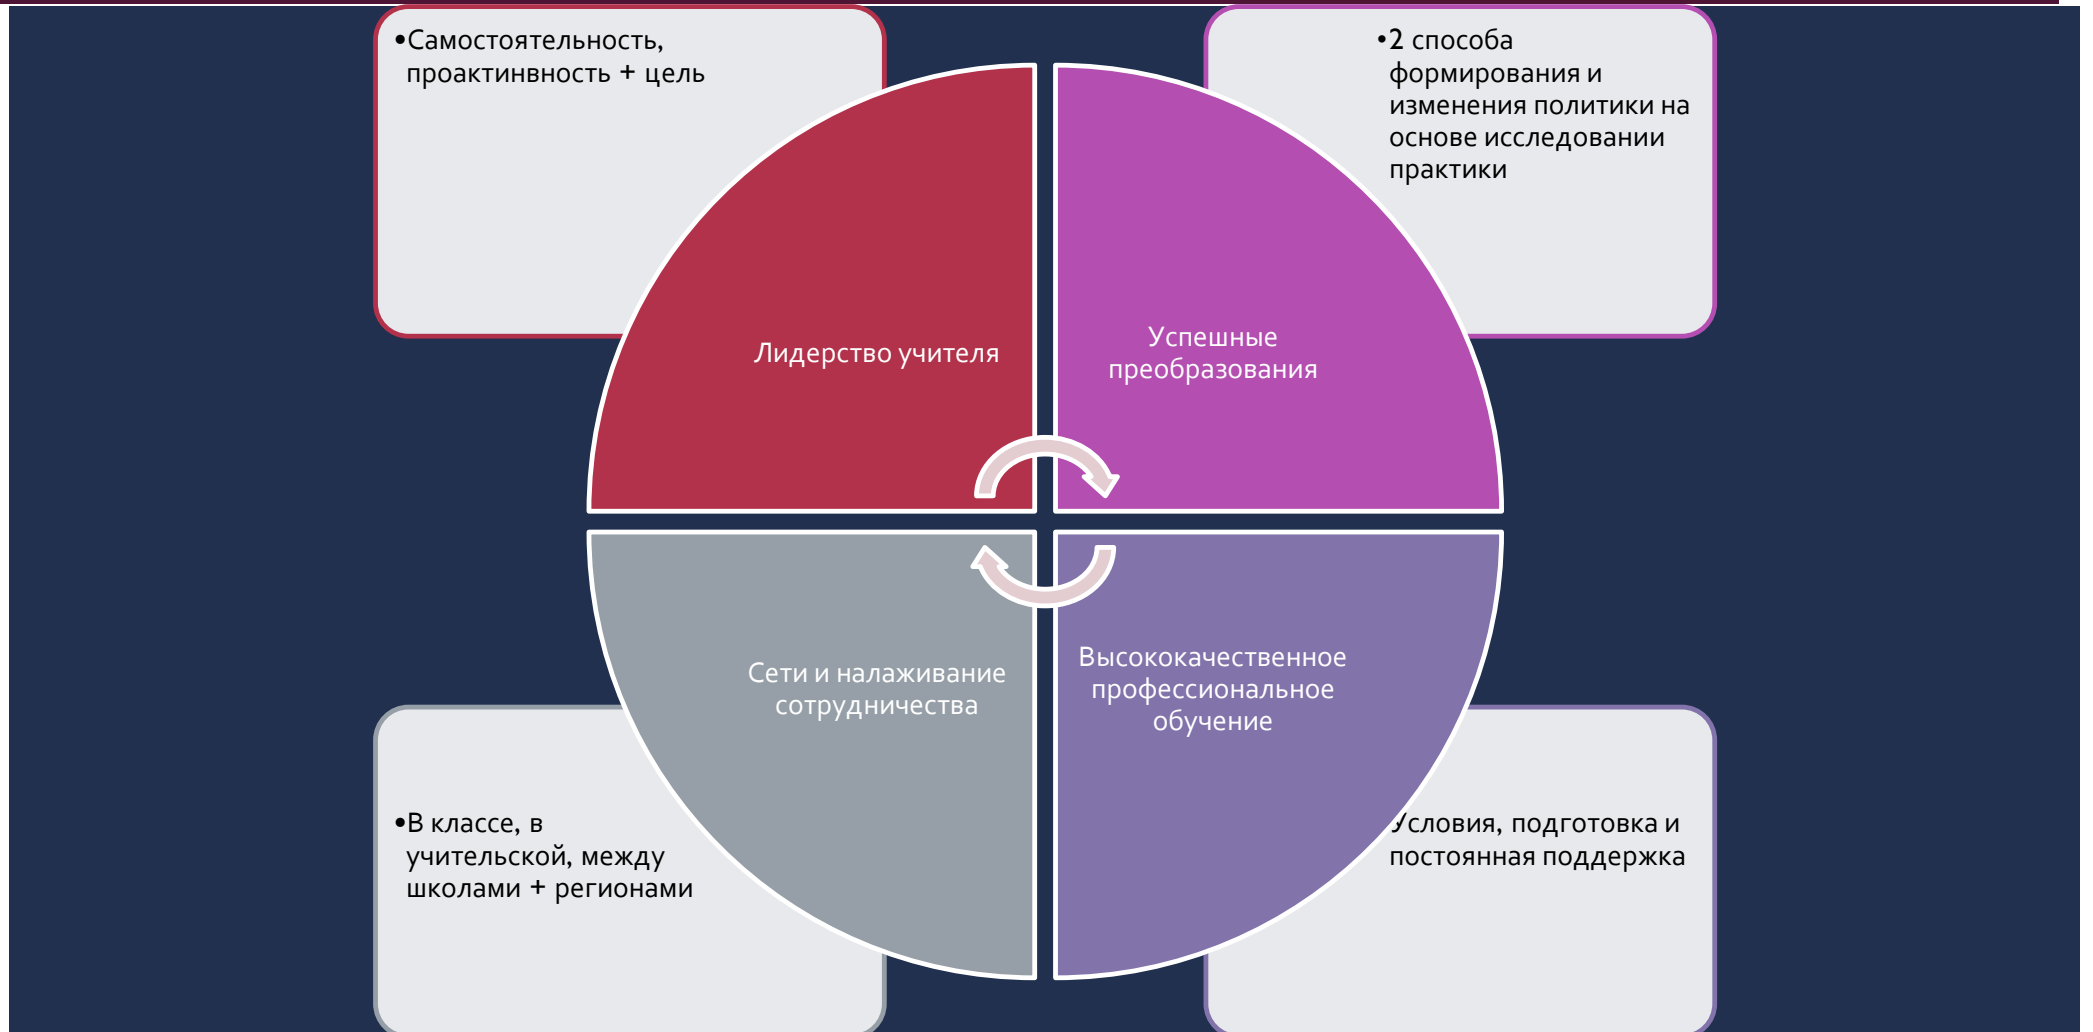 •Самостоятельность,
проактинвность + цель
•2 способа
формирования и
изменения политики на
основе исследовании
практики
Лидерство учителя
Успешные
преобразования
Сети и налаживание
сотрудничества
Высококачественное
профессиональное
обучение
•В классе, в
учительской, между
школами + регионами
Условия, подготовка и
постоянная поддержка